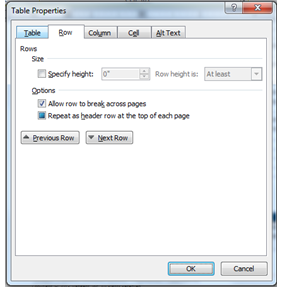 Table Properties
Table Row Column Cell Alt Text
Rows
Size
Specify height: 0" Row height is: At least
Options
Allow row to break across pages
Repeat as header row at the top of each page
Previous Row Next Row
OK Cancel